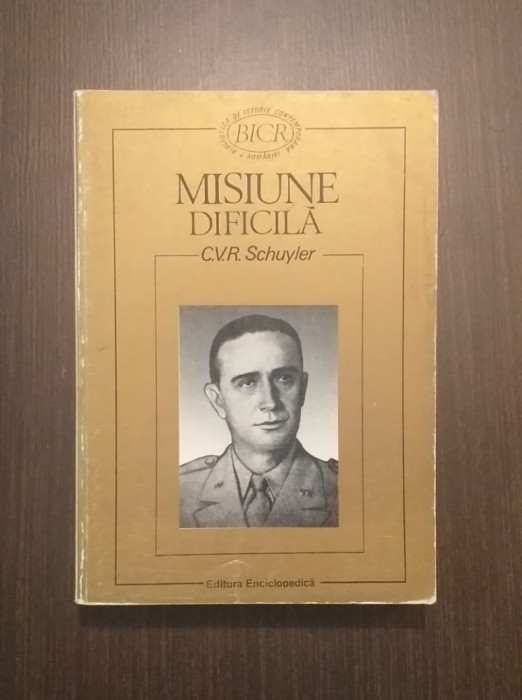 BIBLIOTECA DE ISTORIE CONTEMPORANĂ A ROMÂNIEI
BICR
MISIUNE
DIFICILĂ
C.V.R. Schuyler
Editura Enciclopedică